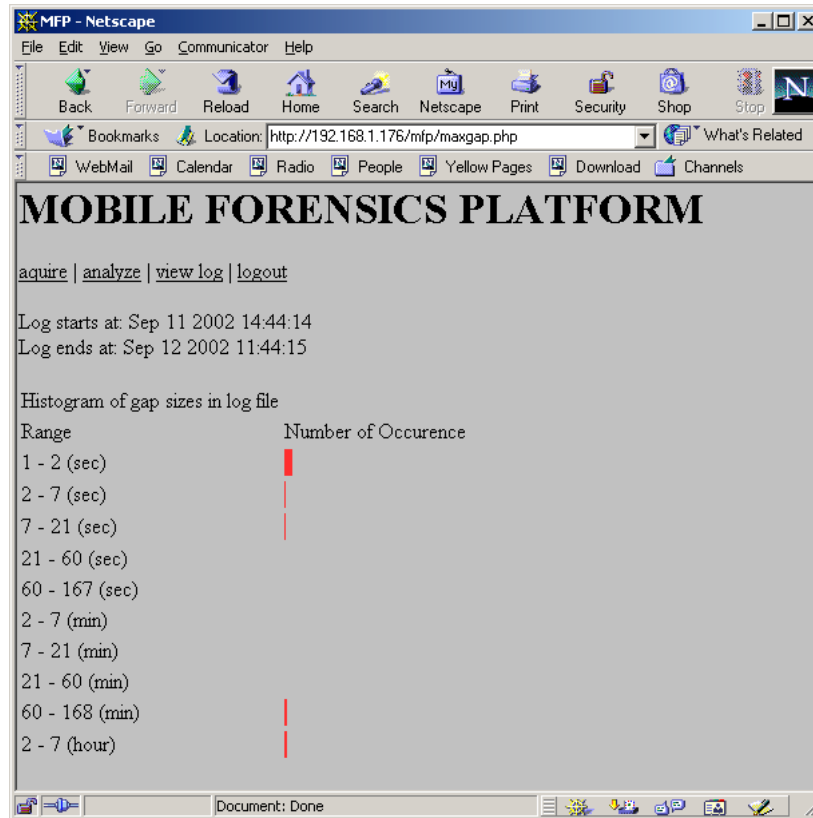 MFP - Netscape
File Edit View Go Communicator Help
Back Forward Reload Home Search Netscape Print Security Shop Stop N
My
Bookmarks Location: http://192.168.1.176/mfp/maxgap.php What's Related
WebMail Calendar Radio People Yellow Pages Download Channels
MOBILE FORENSICS PLATFORM
aquire | analyze | view log | logout
Log starts at: Sep 11 2002 14:44:14
Log ends at: Sep 12 2002 11:44:15
Histogram of gap sizes in log file
Range Number of Occurence
1 - 2 (sec)
2 - 7 (sec)
7 - 21 (sec)
21 - 60 (sec)
60 - 167 (sec)
2 - 7 (min)
7 - 21 (min)
21 - 60 (min)
60 - 168 (min)
2 - 7 (hour)
Document: Done